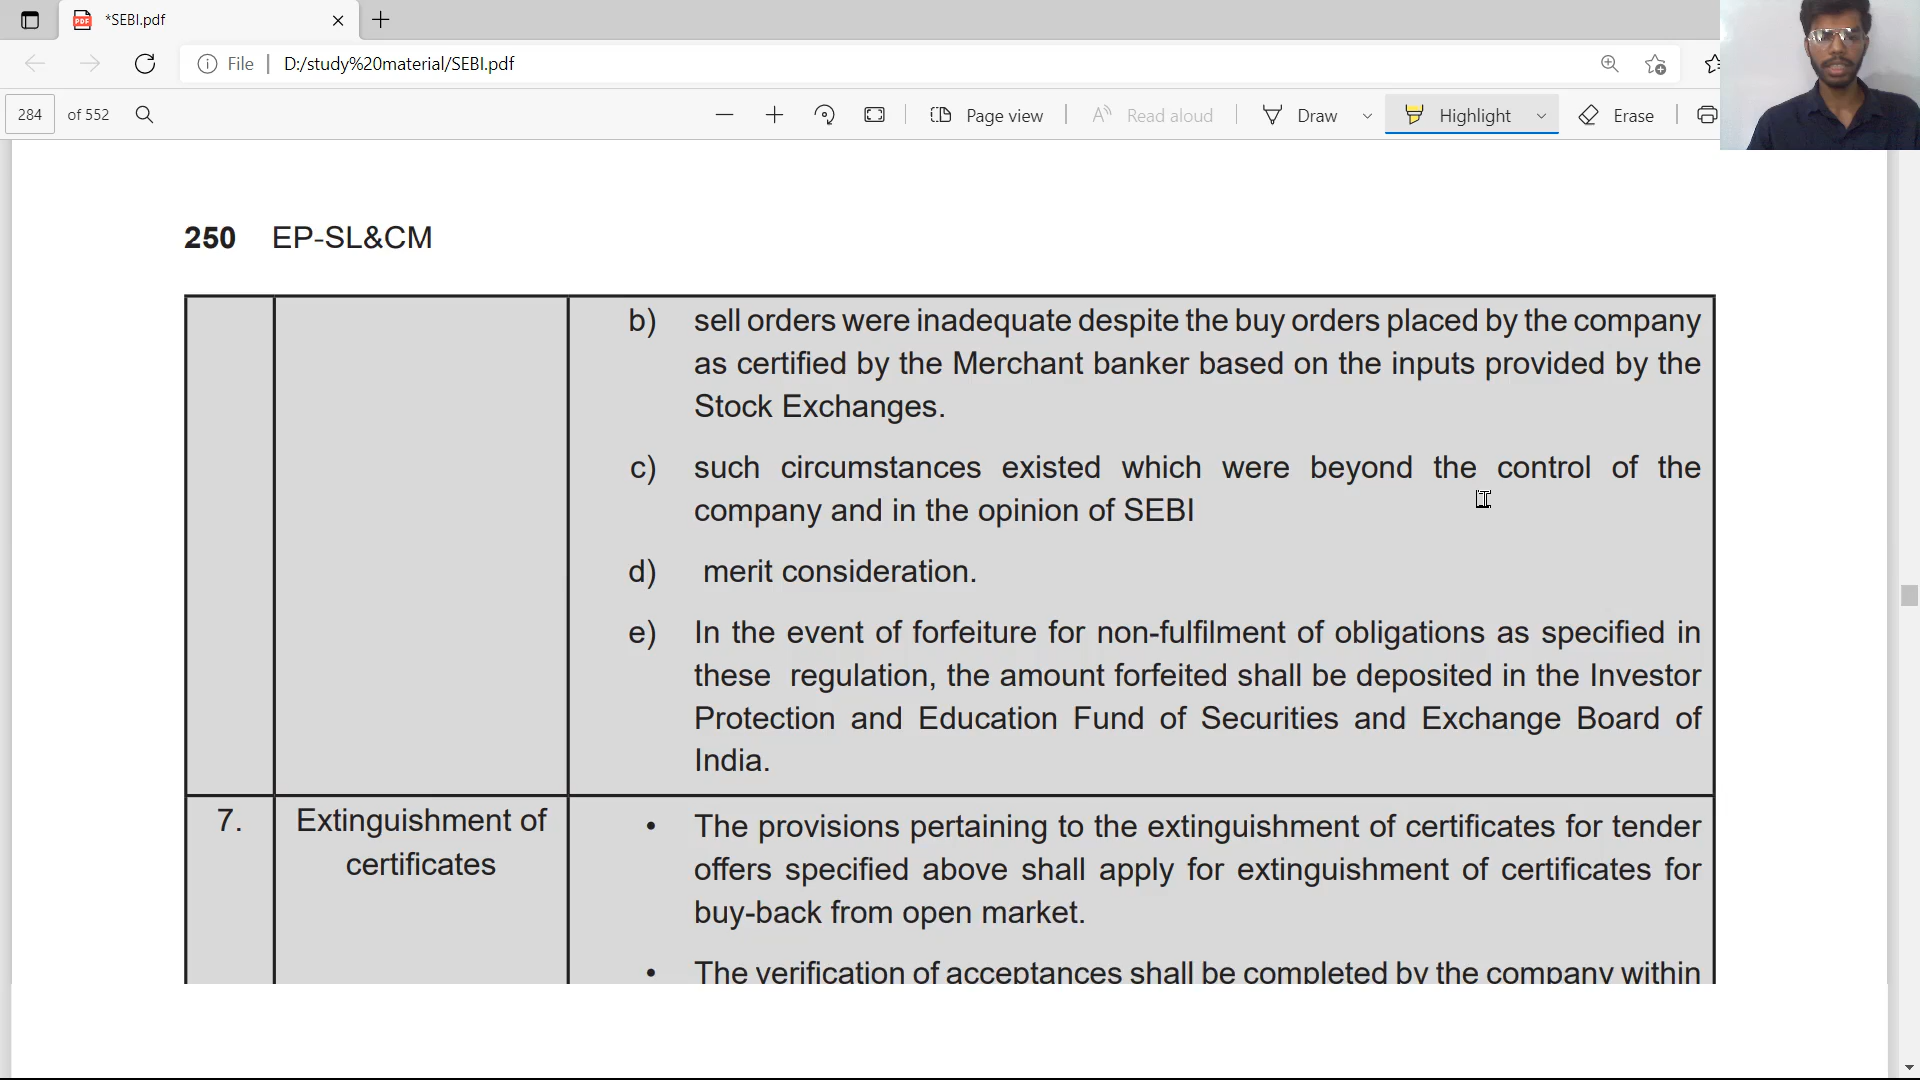 *SEBI.pdf
File
D:/study%20material/SEBI.pdf
284 of 552
Page view
Read aloud
Draw
Highlight
Erase
250 EP-SL&CM
b) sell orders were inadequate despite the buy orders placed by the company
as certified by the Merchant banker based on the inputs provided by the
Stock Exchanges.
c) such circumstances existed which were beyond the control of the
company and in the opinion of SEBI
d) merit consideration.
e) In the event of forfeiture for non-fulfilment of obligations as specified in
these regulation, the amount forfeited shall be deposited in the Investor
Protection and Education Fund of Securities and Exchange Board of
India.
7. Extinguishment of
certificates
• The provisions pertaining to the extinguishment of certificates for tender
offers specified above shall apply for extinguishment of certificates for
buy-back from open market.
• The verification of acceptances shall be completed by the company within